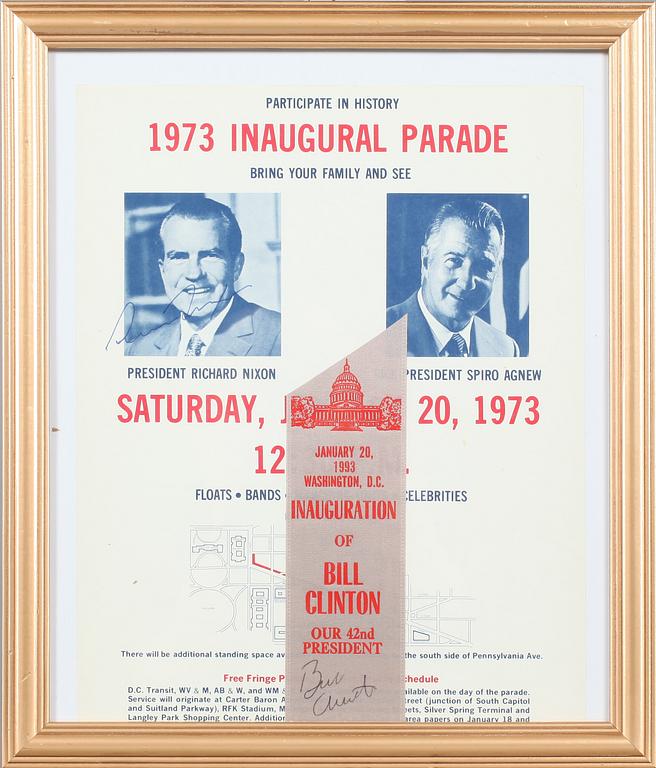 PARTICIPATE IN HISTORY
1973 INAUGURAL PARADE
BRING YOUR FAMILY AND SEE
PRESIDENT RICHARD NIXON
PRESIDENT SPIRO AGNEW
SATURDAY, J 20, 1973
12
FLOATS • BANDS • CELEBRITIES
JANUARY 20,
1993
WASHINGTON, D.C.
INAUGURATION
OF
BILL
CLINTON
OUR 42nd
PRESIDENT
Bill
Clinton
There will be additional standing space av the south side of Pennsylvania Ave.
Free Fringe P chedule
D.C. Transit, WV & M, AB & W, and WM & ailable on the day of the parade.
Service will originate at Carter Baron A treet (junction of South Capitol
and Suitland Parkway), RFK Stadium, M ets, Silver Spring Terminal and
Langley Park Shopping Center. Addition area papers on January 18 and